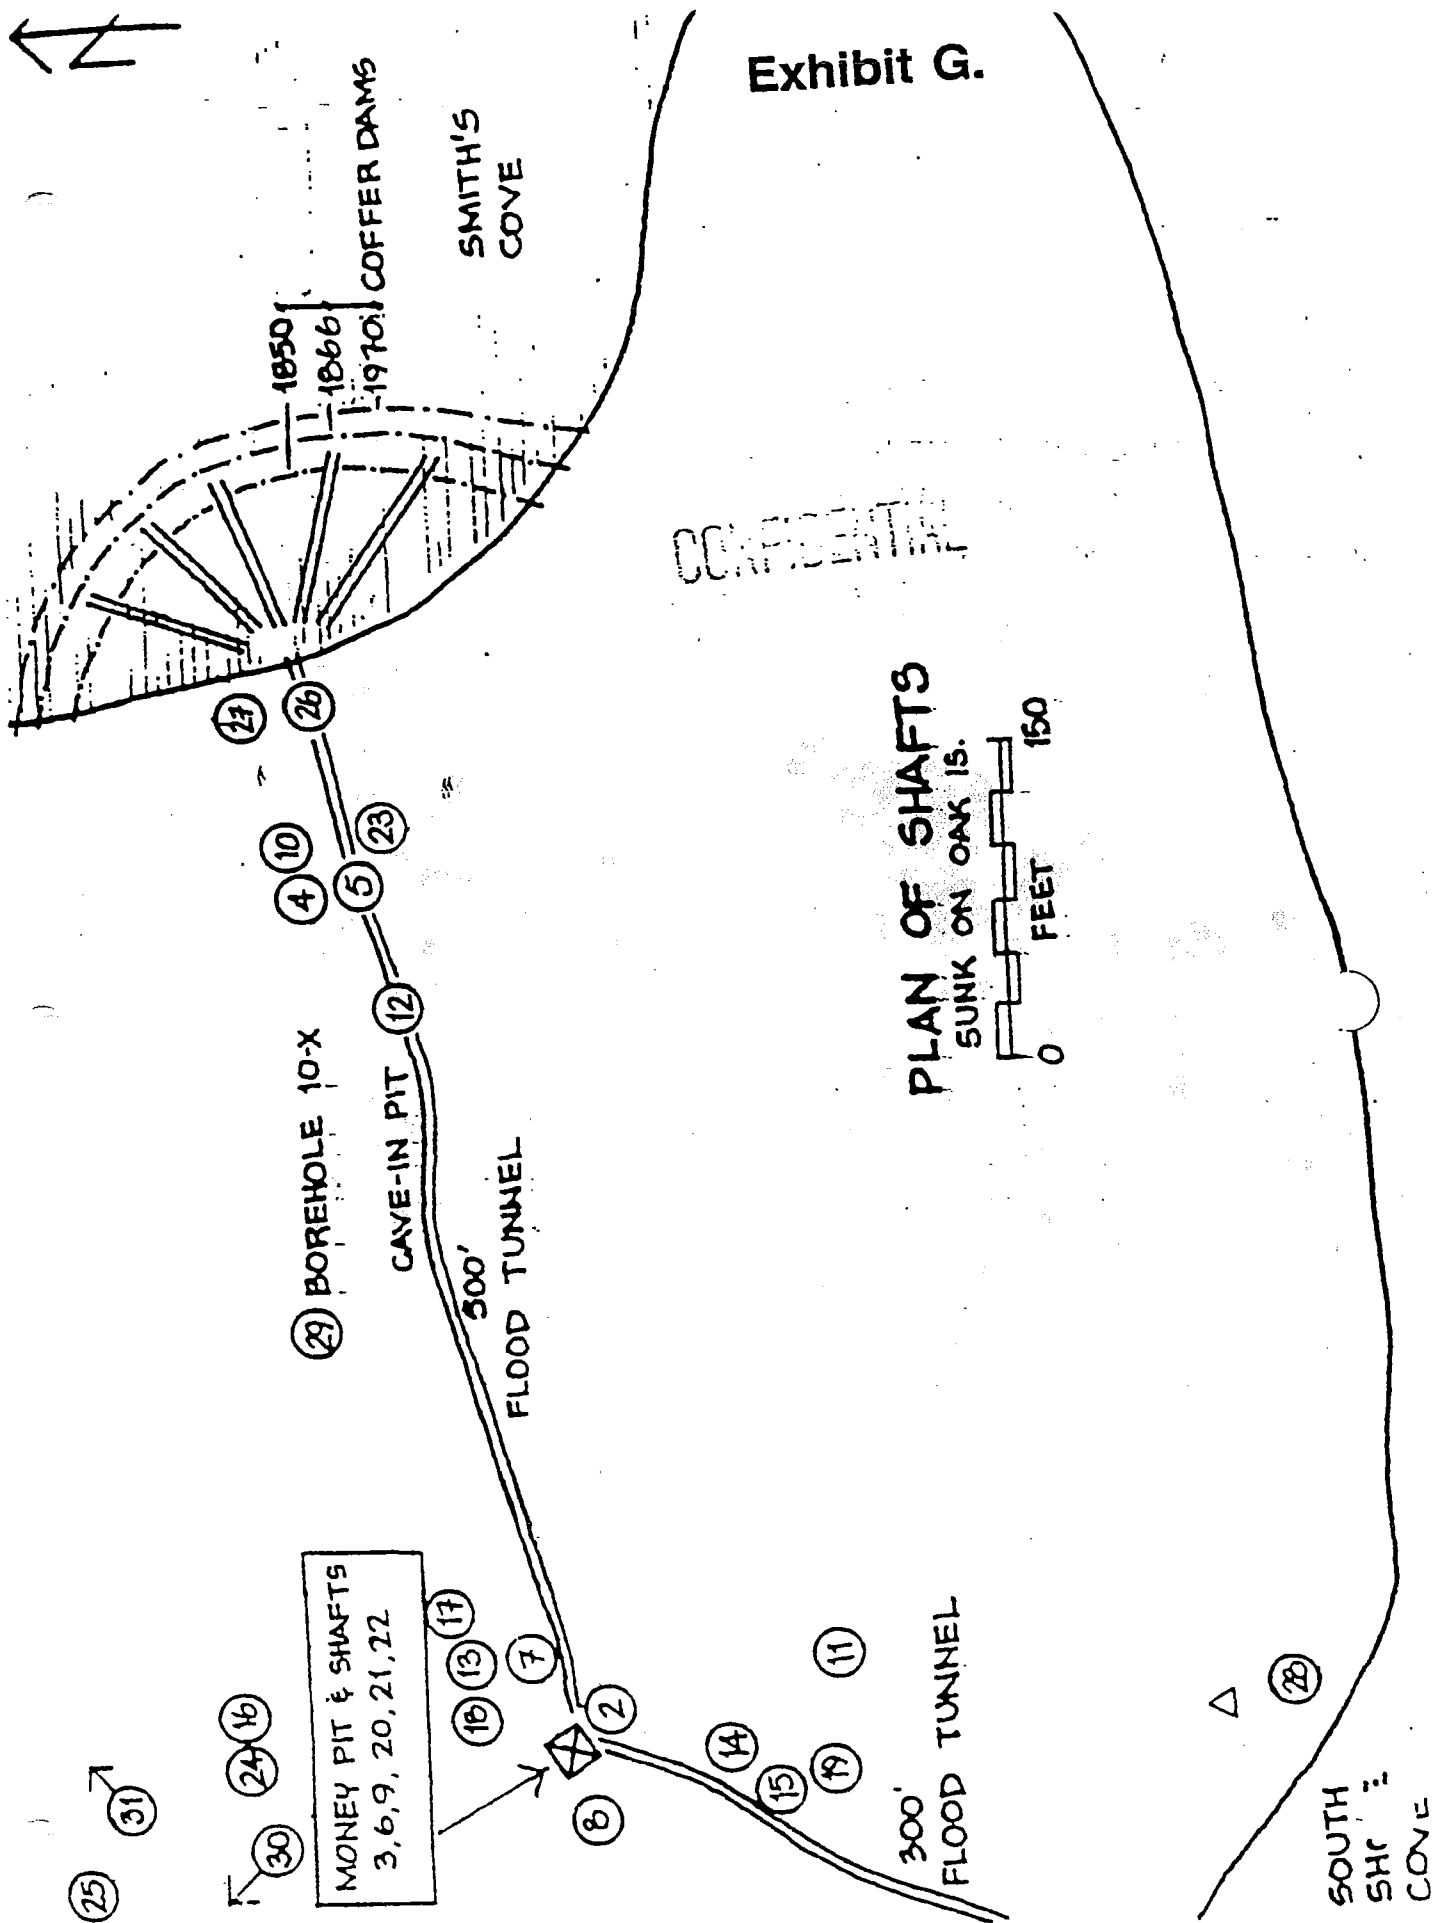 Exhibit G.
N
1850
1866
1970
COFFER DAMS
SMITH'S
COVE
27
26
10
4
5
23
12
29 BOREHOLE 10-X
CAVE-IN PIT
500'
FLOOD TUNNEL
CONFIDENTIAL
PLAN OF SHAFTS
SUNK ON OAK IS.
0 150
FEET
MONEY PIT & SHAFTS
3,6,9, 20, 21, 22
25
31
30
24
16
17
13
18
7
2
8
14
15
19
11
300'
FLOOD TUNNEL
28
SOUTH